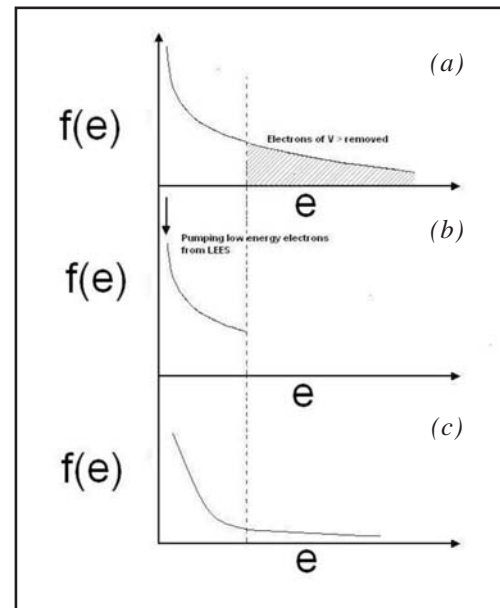 (a)
f(e)
Electrons of V > removed
e
(b)
Pumping low energy electrons
from LEES
f(e)
e
(c)
f(e)
e